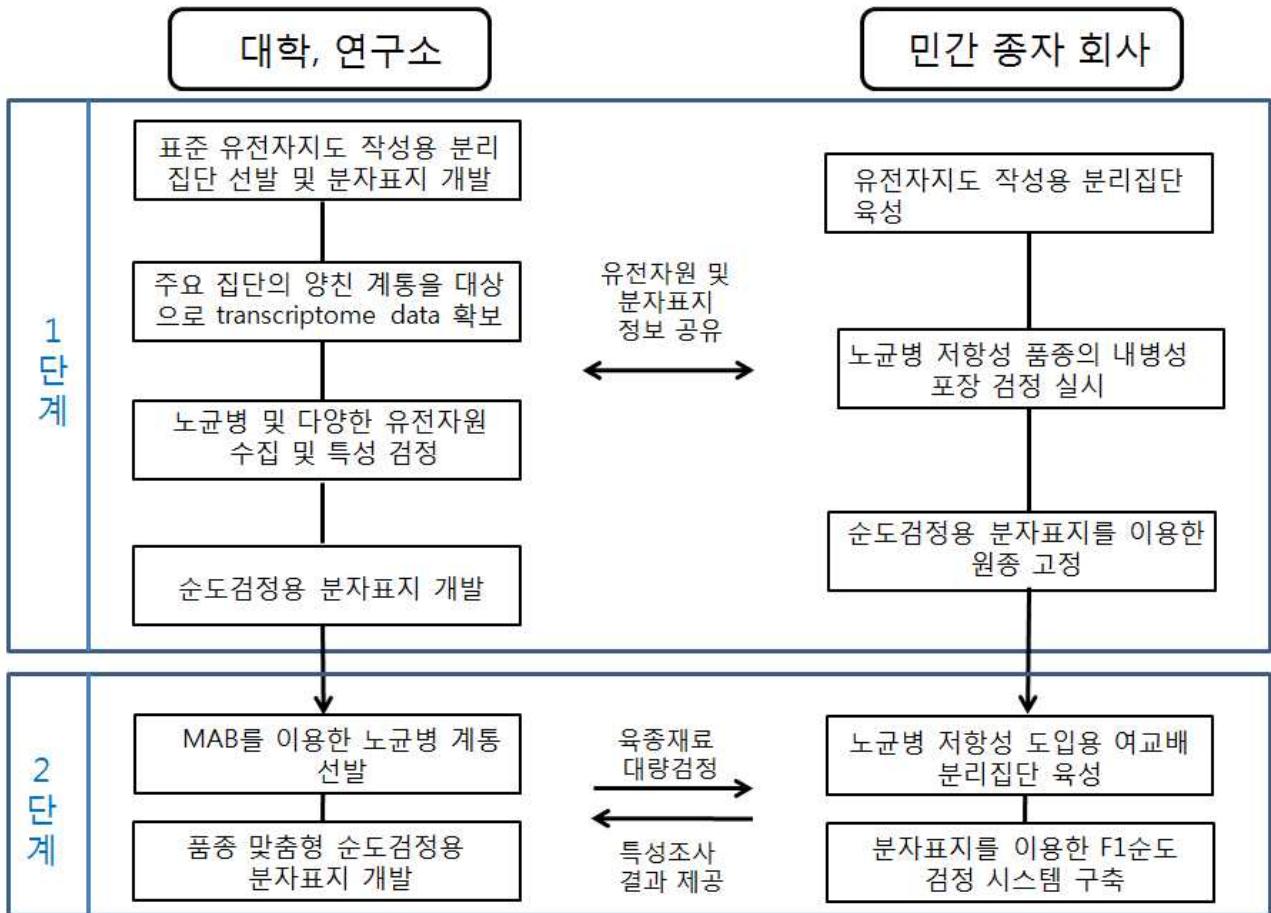 대학, 연구소
민간 종자 회사
1
단
계
표준 유전자지도 작성용 분리
집단 선발 및 분자표지 개발
주요 집단의 양친 계통을 대상
으로 transcriptome data 확보
노균병 및 다양한 유전자원
수집 및 특성 검정
순도검정용 분자표지 개발
유전자원 및
분자표지
정보 공유
유전자지도 작성용 분리집단
육성
노균병 저항성 품종의 내병성
포장 검정 실시
순도검정용 분자표지를 이용한
원종 고정
2
단
계
MAB를 이용한 노균병 계통
선발
품종 맞춤형 순도검정용
분자표지 개발
육종재료
대량검정
특성조사
결과 제공
노균병 저항성 도입용 여교배
분리집단 육성
분자표지를 이용한 F1순도
검정 시스템 구축